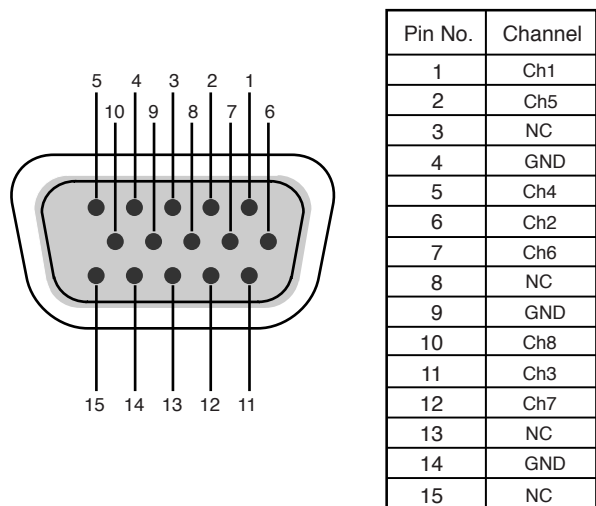 5 4 3 2 1
10 9 8 7 6
15 14 13 12 11
Pin No. Channel
1 Ch1
2 Ch5
3 NC
4 GND
5 Ch4
6 Ch2
7 Ch6
8 NC
9 GND
10 Ch8
11 Ch3
12 Ch7
13 NC
14 GND
15 NC